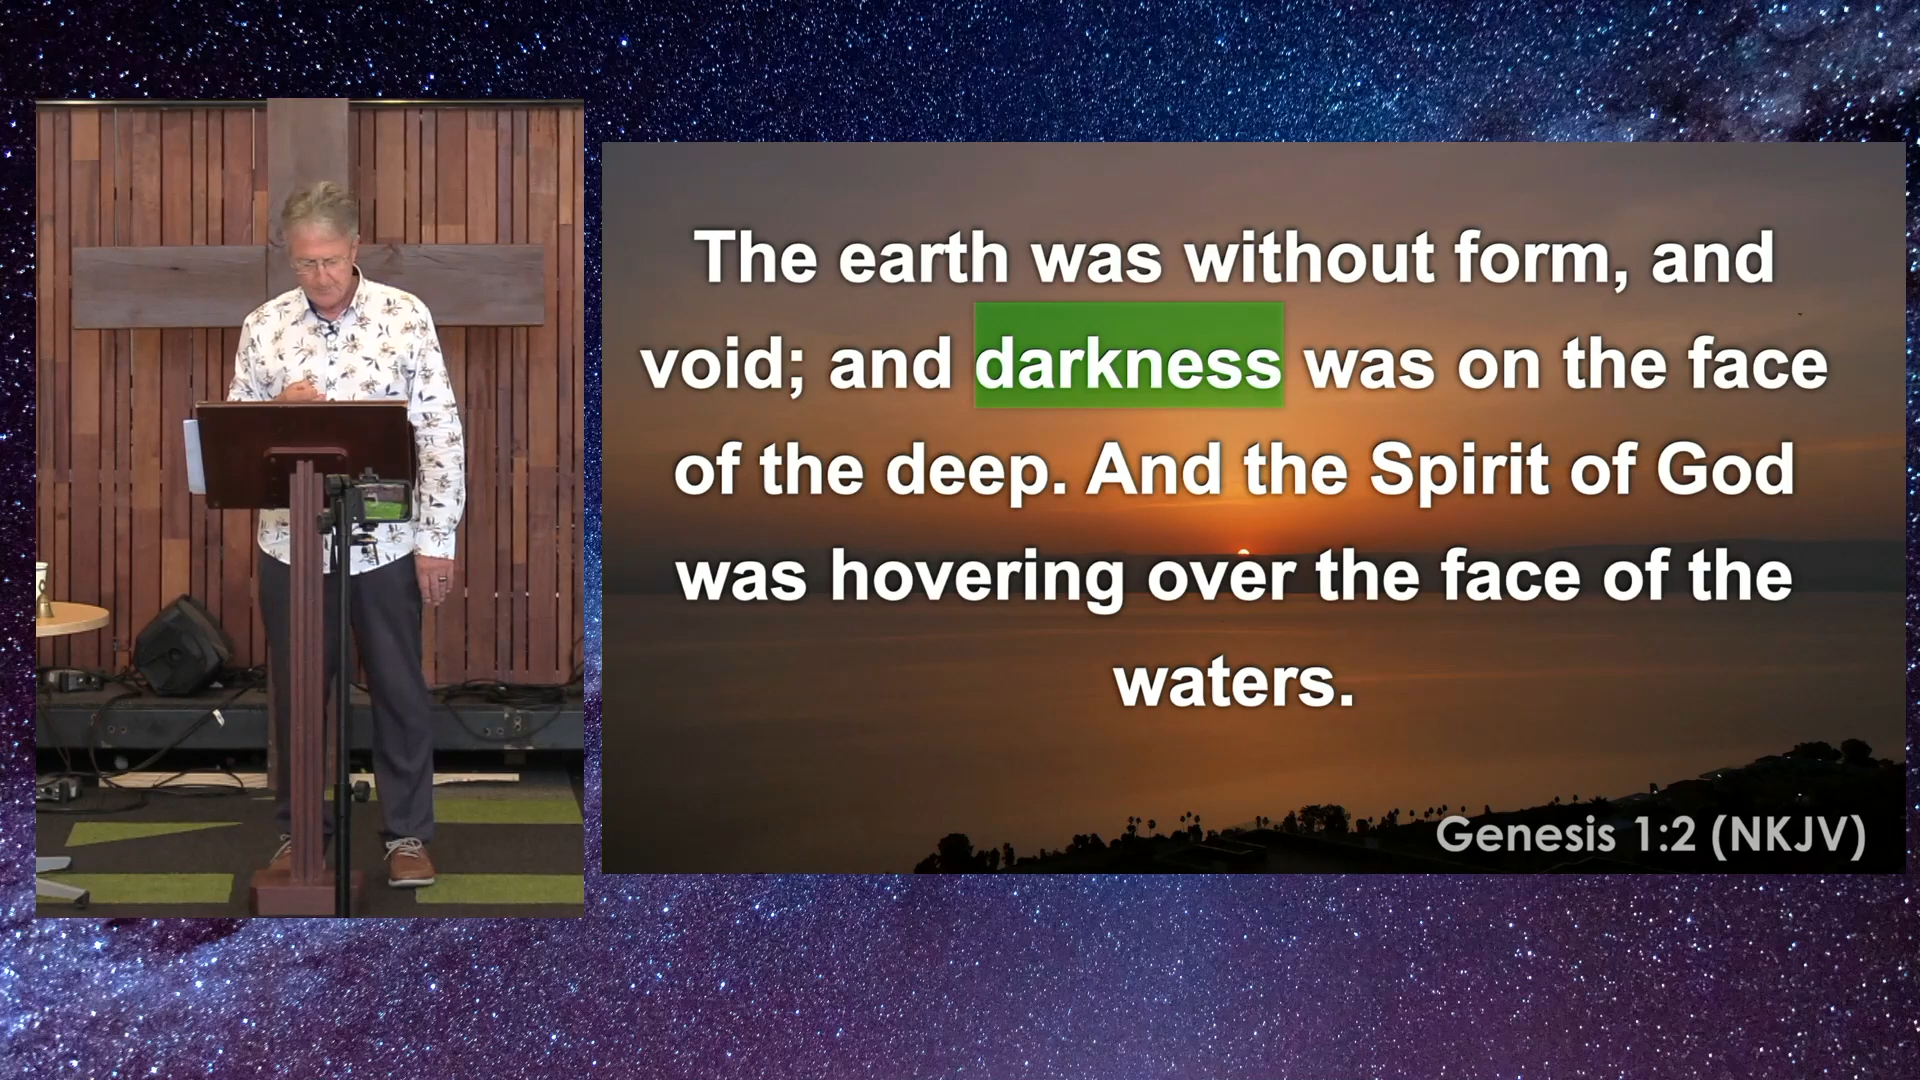 The earth was without form, and
void; and darkness was on the face
of the deep. And the Spirit of God
was hovering over the face of the
waters.
Genesis 1:2 (NKJV)